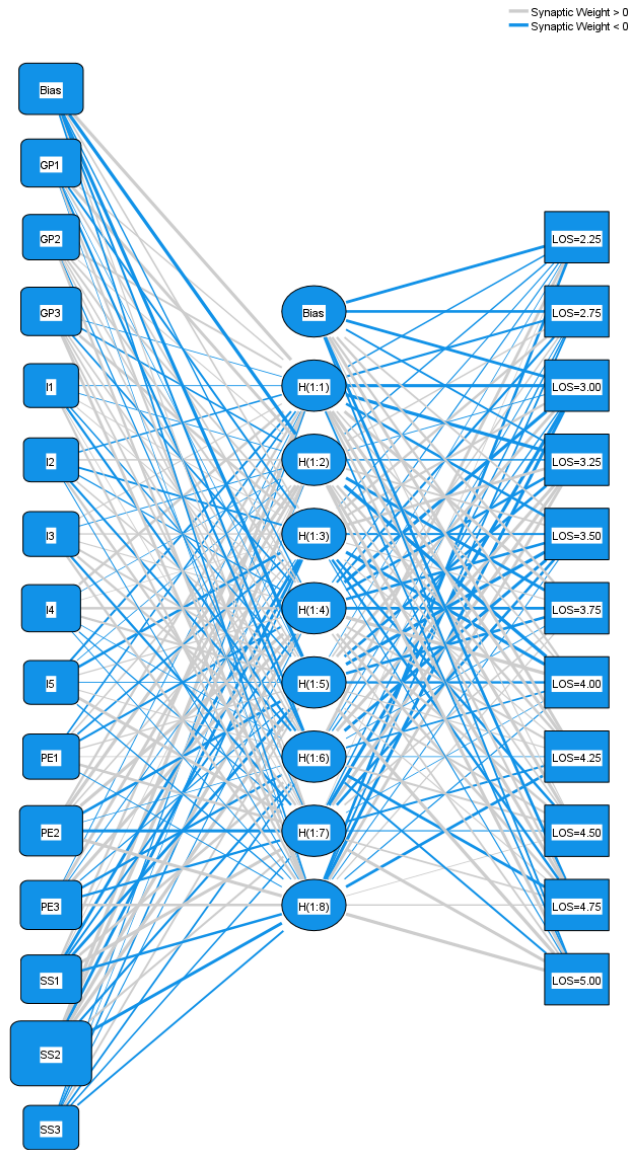 Synaptic Weight > 0
Synaptic Weight < 0
Bias
GP1
GP2
GP3
I1
I2
I3
I4
I5
PE1
PE2
PE3
SS1
SS2
SS3
Bias
H(1:1)
H(1:2)
H(1:3)
H(1:4)
H(1:5)
H(1:6)
H(1:7)
H(1:8)
LOS=2.25
LOS=2.75
LOS=3.00
LOS=3.25
LOS=3.50
LOS=3.75
LOS=4.00
LOS=4.25
LOS=4.50
LOS=4.75
LOS=5.00